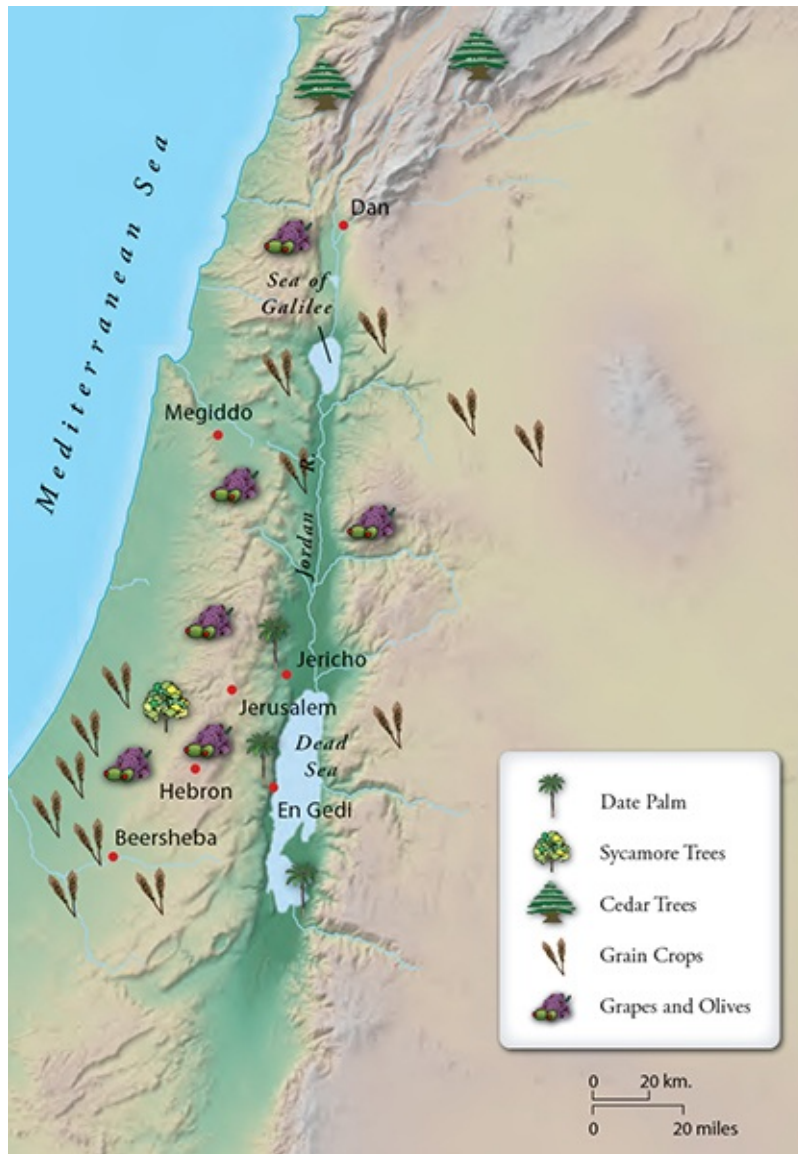 Mediterranean Sea
Dan
Sea of
Galilee
Megiddo
Jordan R.
Jericho
Jerusalem
Dead
Sea
Hebron
En Gedi
Beersheba
Date Palm
Sycamore Trees
Cedar Trees
Grain Crops
Grapes and Olives
0 20 km.
0 20 miles